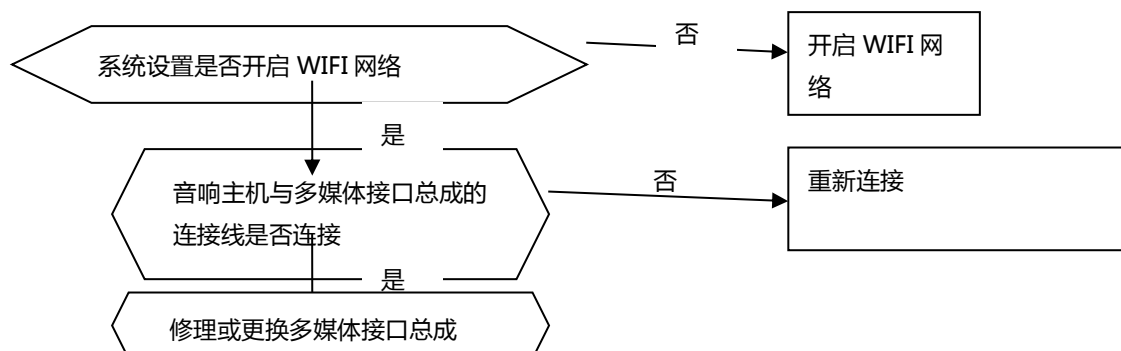 系统设置是否开启 WIFI 网络
否
开启 WIFI 网
络
是
音响主机与多媒体接口总成的
连接线是否连接
否
重新连接
是
修理或更换多媒体接口总成